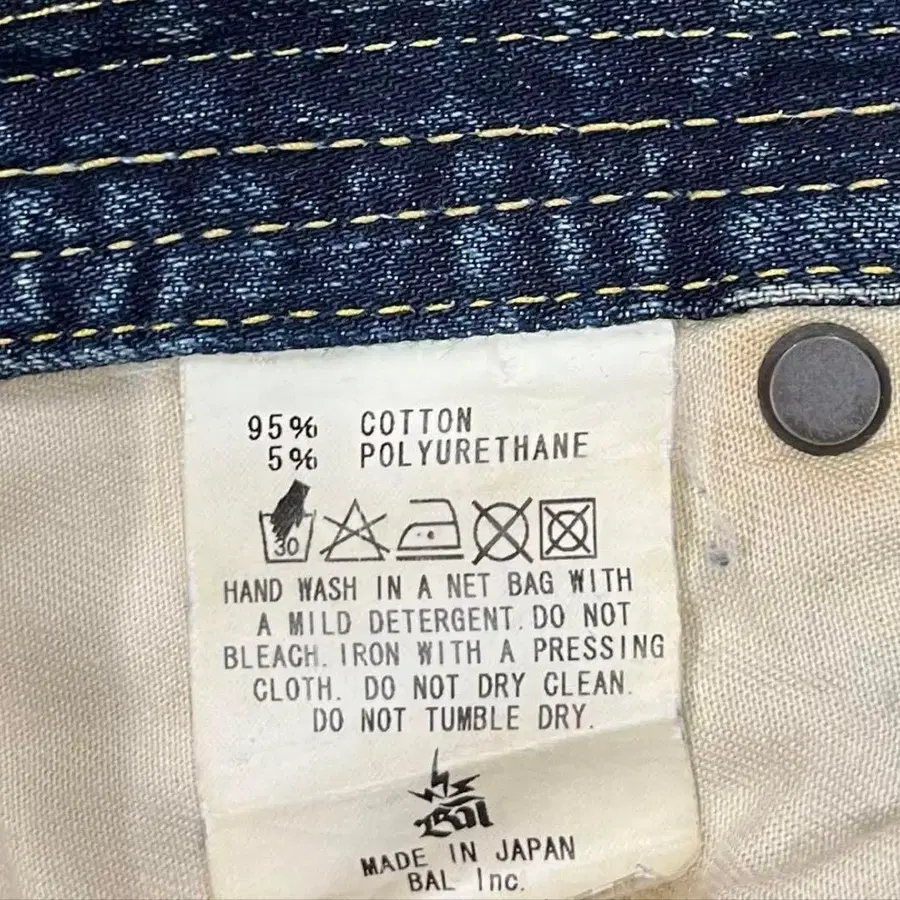 95% COTTON
5% POLYURETHANE
30
HAND WASH IN A NET BAG WITH
A MILD DETERGENT. DO NOT
BLEACH. IRON WITH A PRESSING
CLOTH. DO NOT DRY CLEAN.
DO NOT TUMBLE DRY.
Bal
MADE IN JAPAN
BAL Inc.